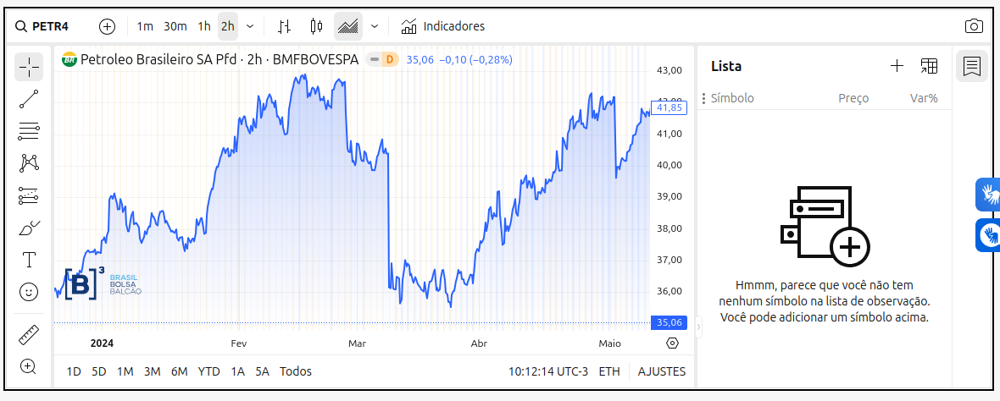 PETR4
1m 30m 1h 2h
Indicadores
BR
Petroleo Brasileiro SA Pfd · 2h · BMFBOVESPA
D
35,06 −0,10 (−0,28%)
43,00
42,00
41,85
41,00
40,00
39,00
38,00
37,00
36,00
35,06
[B]³
BRASIL
BOLSA
BALCÃO
2024 Fev Mar Abr Maio
1D 5D 1M 3M 6M YTD 1A 5A Todos
10:12:14 UTC-3 ETH AJUSTES
Lista
Símbolo Preço Var%
Hmmm, parece que você não tem
nenhum símbolo na lista de observação.
Você pode adicionar um símbolo acima.